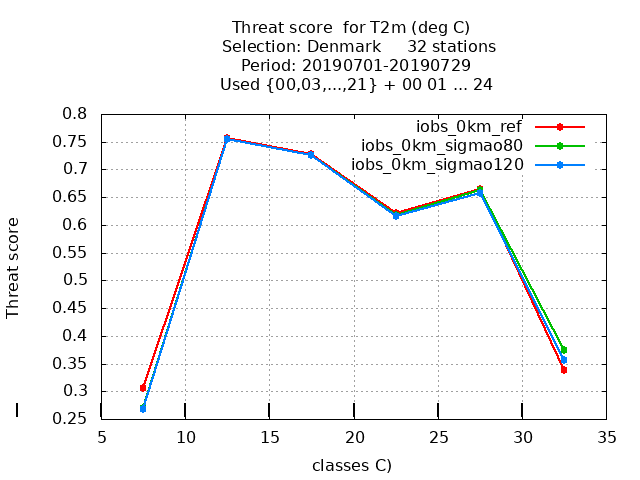 Threat score for T2m (deg C)
Selection: Denmark 32 stations
Period: 20190701-20190729
Used {00,03,...,21} + 00 01 ... 24
iobs_0km_ref
iobs_0km_sigmao80
iobs_0km_sigmao120
0.8
0.75
0.7
0.65
0.6
0.55
0.5
0.45
0.4
0.35
0.3
0.25
Threat score
5 10 15 20 25 30 35
classes C)